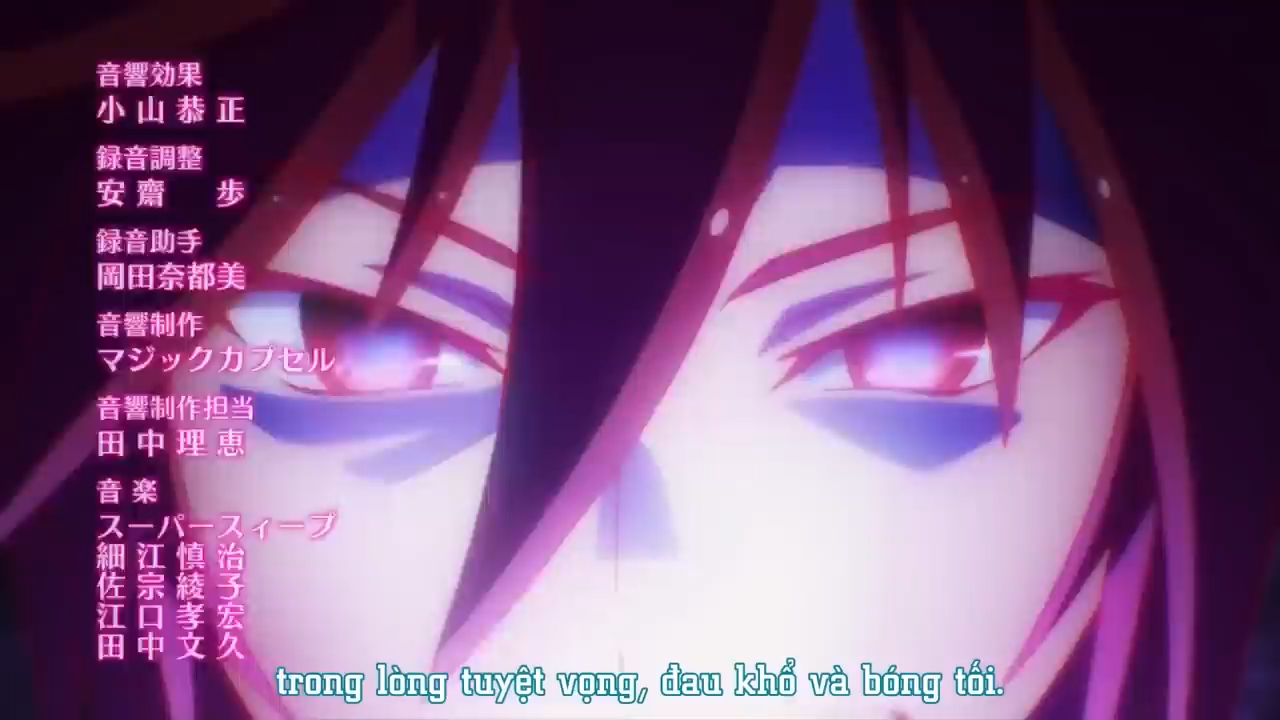 音響効果
小山恭正
録音調整
安齋 歩
録音助手
岡田奈都美
音響制作
マジックカプセル
音響制作担当
田中理恵
音楽
スーパースィープ
細江慎治
佐宗綾子
江口孝宏
田中文久
trong lòng tuyệt vọng, đau khổ và bóng tối.